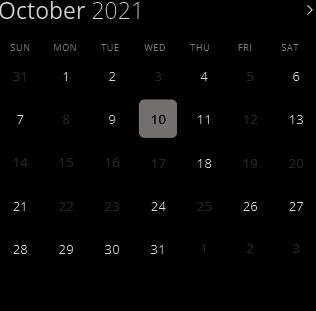 October 2021
SUN MON TUE WED THU FRI SAT
31 1 2 3 4 5 6
7 8 9 10 11 12 13
14 15 16 17 18 19 20
21 22 23 24 25 26 27
28 29 30 31 1 2 3